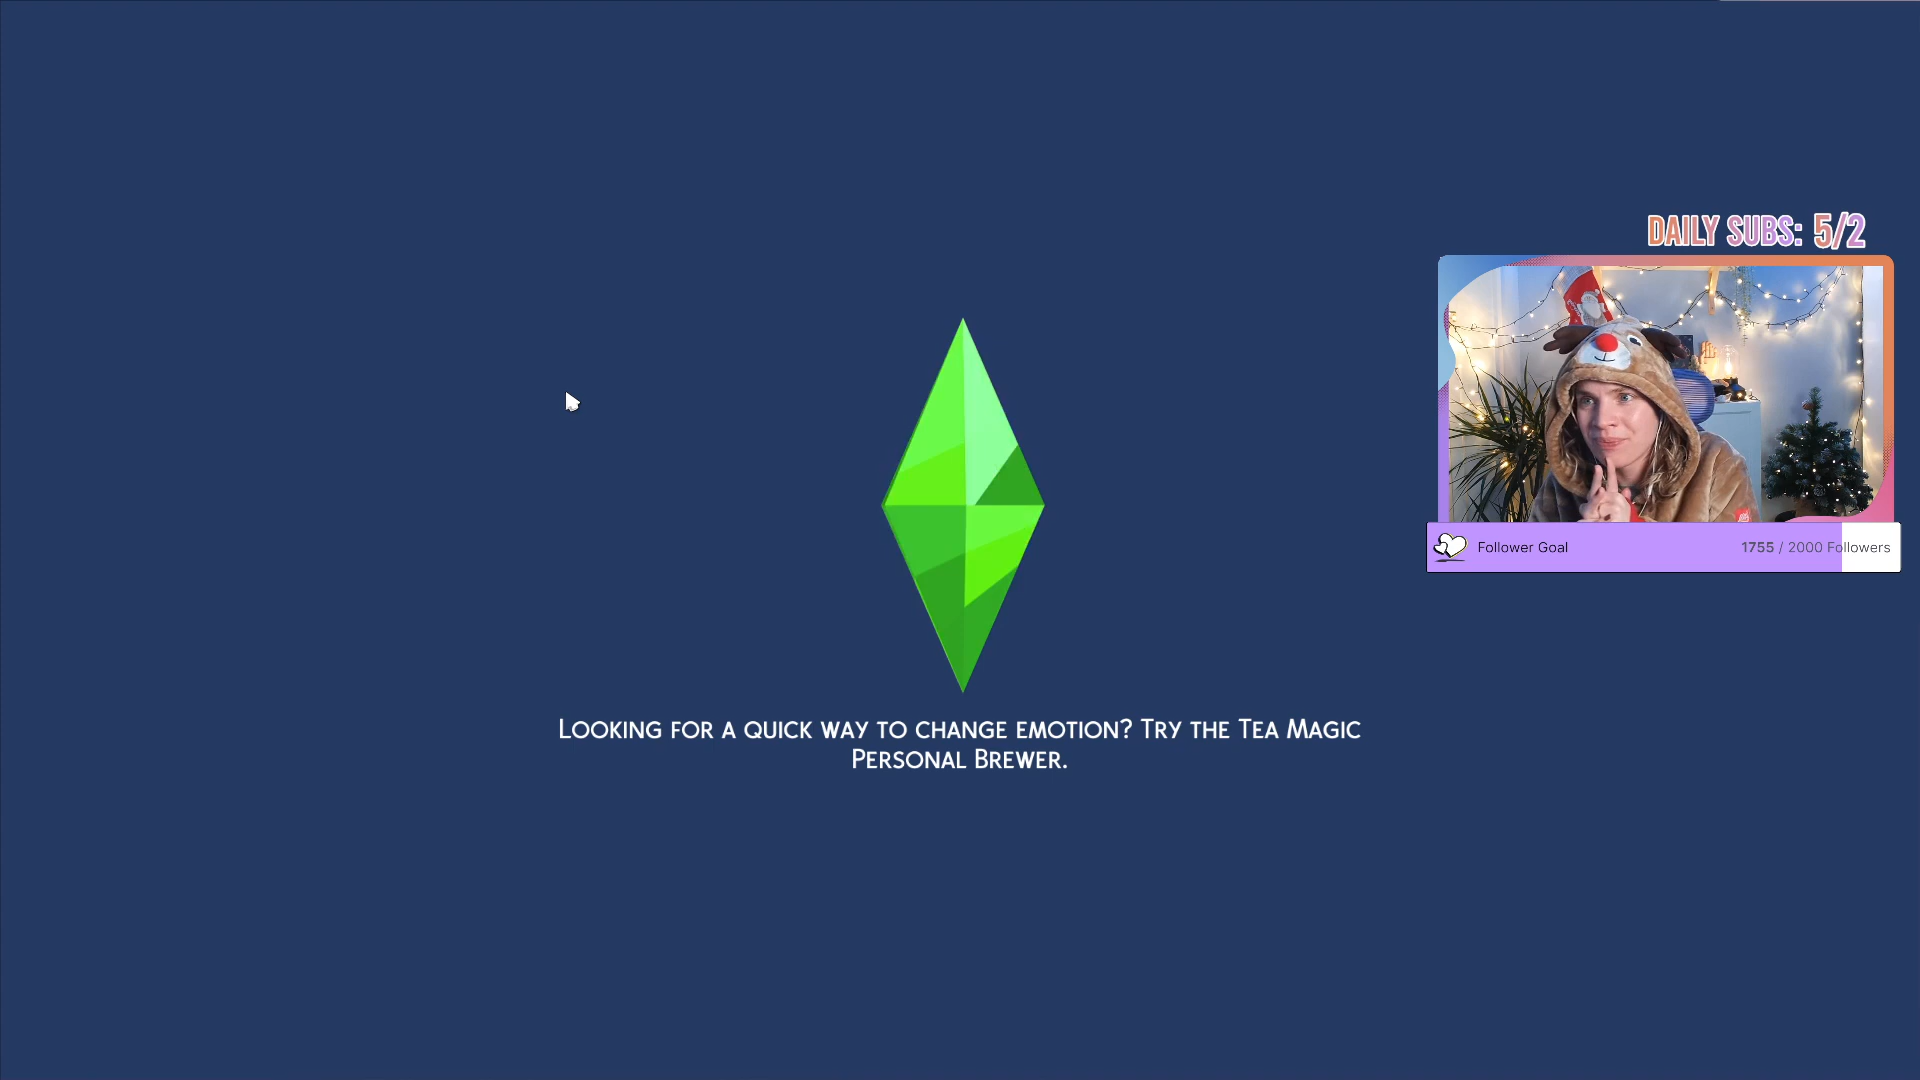 DAILY SUBS: 5/2
Follower Goal 1755 / 2000 Followers
LOOKING FOR A QUICK WAY TO CHANGE EMOTION? TRY THE TEA MAGIC
PERSONAL BREWER.